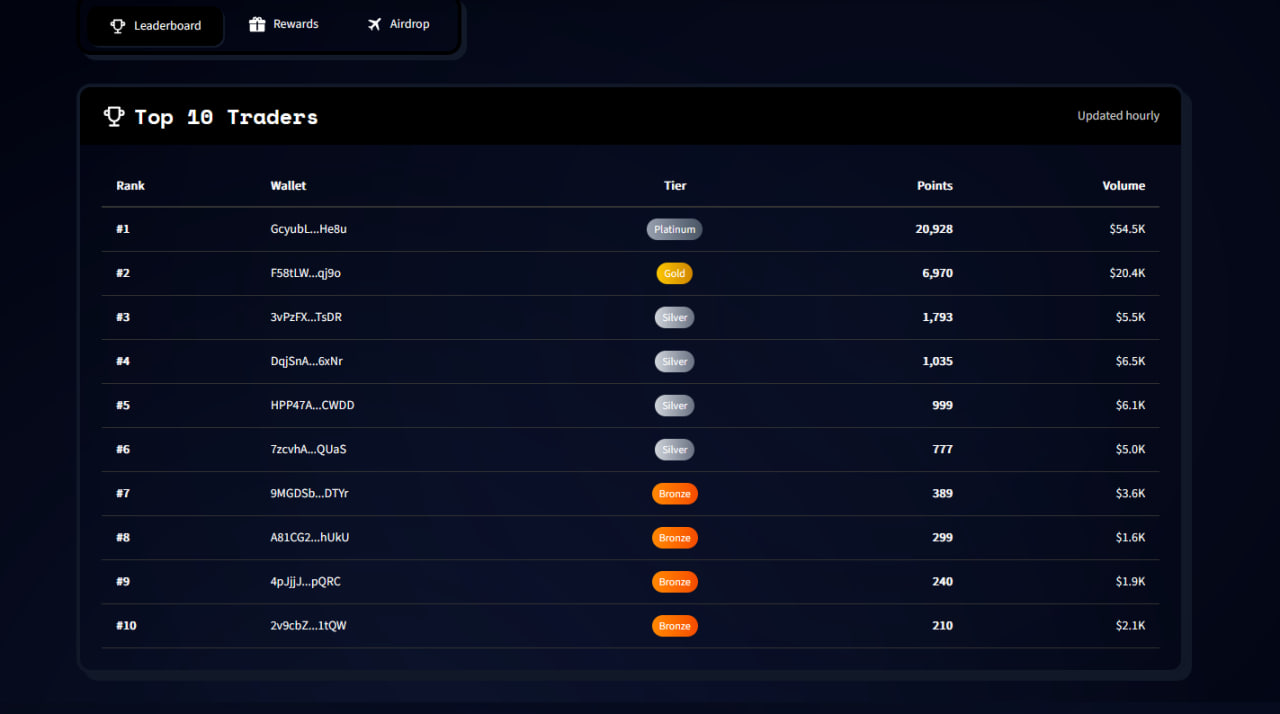 Leaderboard Rewards Airdrop
Top 10 Traders Updated hourly
Rank Wallet Tier Points Volume
#1 GcyubL...He8u Platinum 20,928 $54.5K
#2 F58tLW...qj9o Gold 6,970 $20.4K
#3 3vPzFX...TsDR Silver 1,793 $5.5K
#4 DqjSnA...6xNr Silver 1,035 $6.5K
#5 HPP47A...CWDD Silver 999 $6.1K
#6 7zcvhA...QUaS Silver 777 $5.0K
#7 9MGDSb...DTYr Bronze 389 $3.6K
#8 A81CG2...hUkU Bronze 299 $1.6K
#9 4pJjjJ...pQRC Bronze 240 $1.9K
#10 2v9cbZ...1tQW Bronze 210 $2.1K